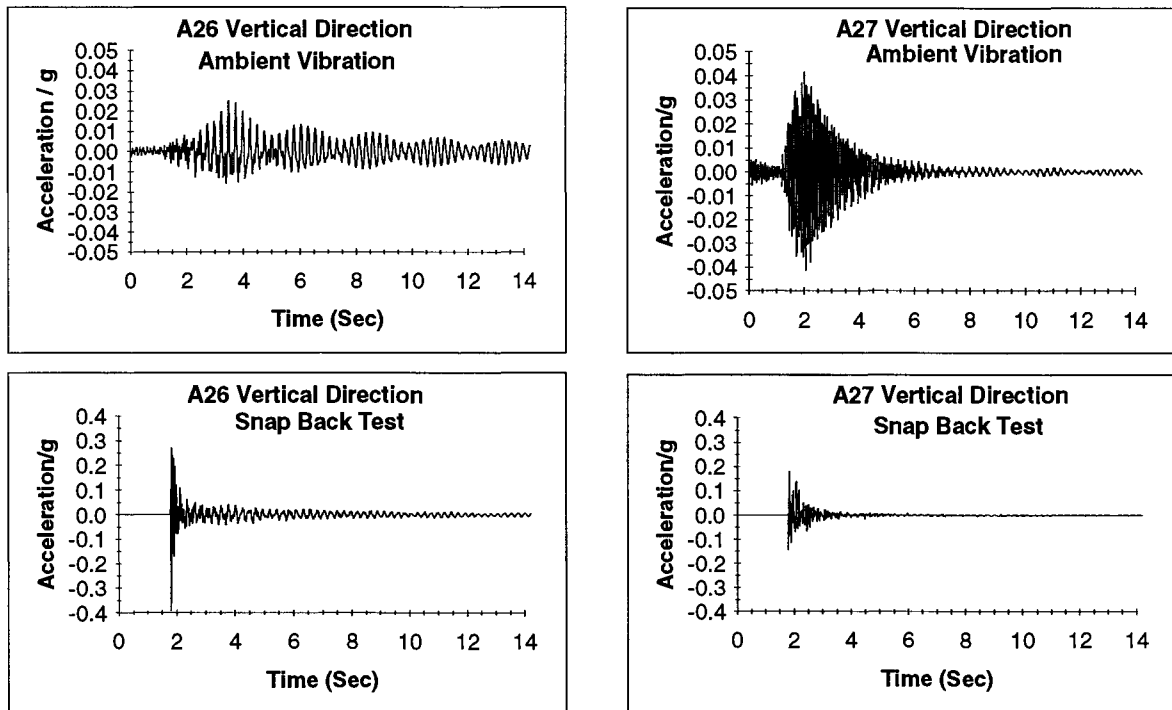 A26 Vertical Direction
Ambient Vibration
Acceleration / g
0.05
0.04
0.03
0.02
0.01
0.00
-0.01
-0.02
-0.03
-0.04
-0.05
0 2 4 6 8 10 12 14
Time (Sec)
A27 Vertical Direction
Ambient Vibration
Acceleration/g
0.05
0.04
0.03
0.02
0.01
0.00
-0.01
-0.02
-0.03
-0.04
-0.05
0 2 4 6 8 10 12 14
A26 Vertical Direction
Snap Back Test
Acceleration/g
0.4
0.3
0.2
0.1
0.0
-0.1
-0.2
-0.3
-0.4
0 2 4 6 8 10 12 14
Time (Sec)
A27 Vertical Direction
Snap Back Test
Acceleration/g
0.4
0.3
0.2
0.1
0.0
-0.1
-0.2
-0.3
-0.4
0 2 4 6 8 10 12 14
Time (Sec)